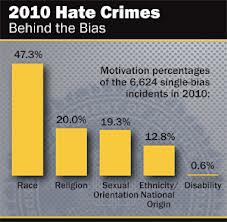 2010 Hate Crimes
Behind the Bias
47.3%
Motivation percentages
of the 6,624 single-bias
incidents in 2010:
20.0%
19.3%
12.8%
0.6%
Race
Religion
Sexual
Orientation
Ethnicity/
National
Origin
Disability